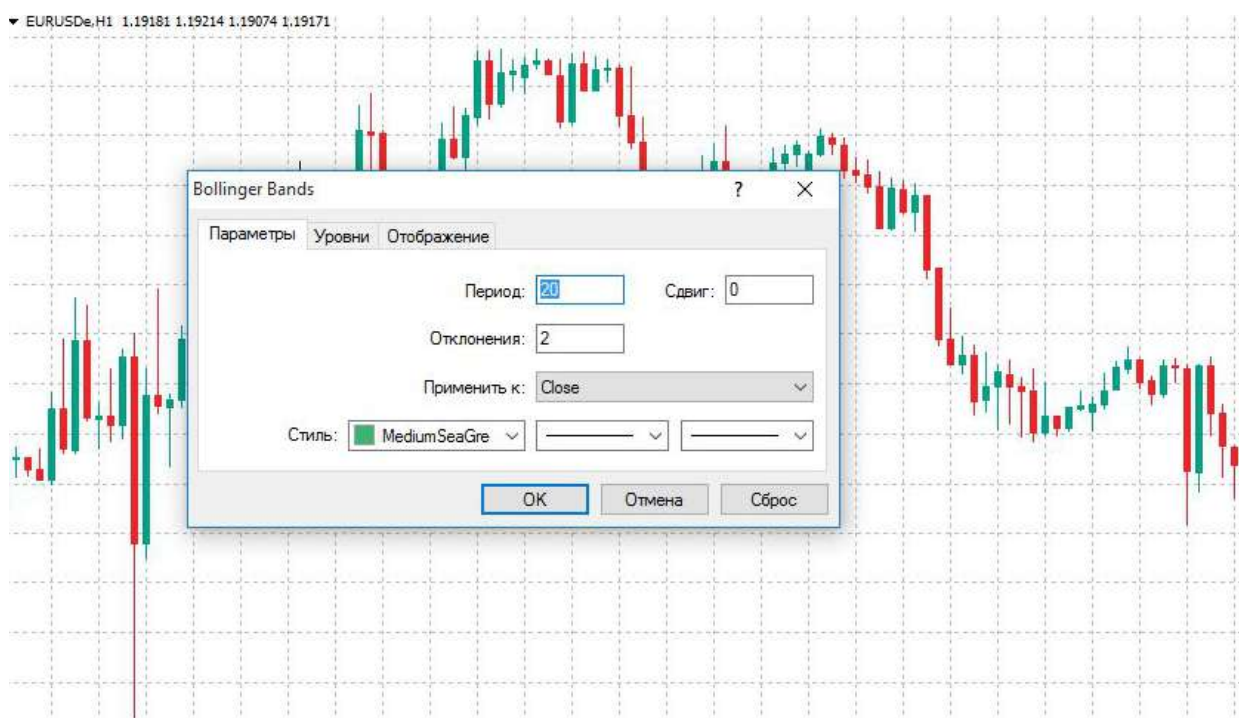 EURUSDe,H1 1.19181 1.19214 1.19074 1.19171
Bollinger Bands ?
Параметры Уровни Отображение
Период: 20 Сдвиг: 0
Отклонения: 2
Применить к: Close
Стиль: MediumSeaGre
OK Отмена Сброс